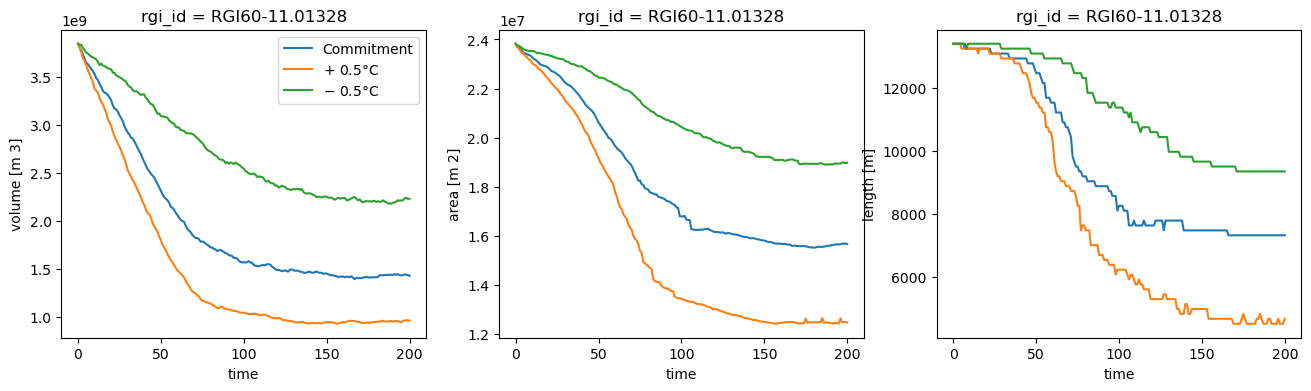 rgi_id = RGI60-11.01328
1e9
volume [m 3]
3.5
3.0
2.5
2.0
1.5
1.0
0
50
100
150
200
time
Commitment
+ 0.5°C
− 0.5°C
rgi_id = RGI60-11.01328
1e7
area [m 2]
2.4
2.2
2.0
1.8
1.6
1.4
1.2
0
50
100
150
200
time
rgi_id = RGI60-11.01328
length [m]
12000
10000
8000
6000
0
50
100
150
200
time